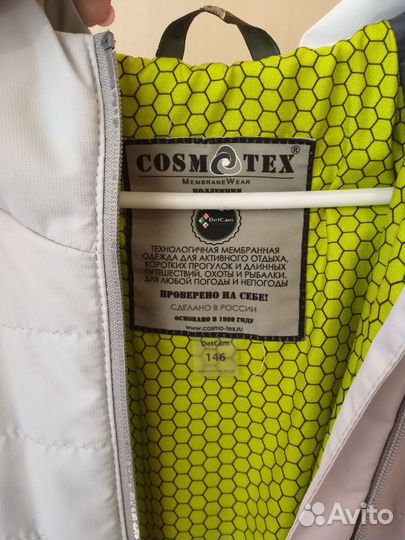 COSMOTEX®
MEMBRANEWEAR
КОЛЛЕКЦИЯ
DetCam
ТЕХНОЛОГИЧНАЯ МЕМБРАННАЯ
ОДЕЖДА ДЛЯ АКТИВНОГО ОТДЫХА,
КОРОТКИХ ПРОГУЛОК И ДЛИННЫХ
ПУТЕШЕСТВИЙ, ОХОТЫ И РЫБАЛКИ.
ДЛЯ ЛЮБОЙ ПОГОДЫ И НЕПОГОДЫ
ПРОВЕРЕНО НА СЕБЕ!
СДЕЛАНО В РОССИИ
ОСНОВАНО В 1999 ГОДУ
www.cosmo-tex.ru
DetCam
146
Avito